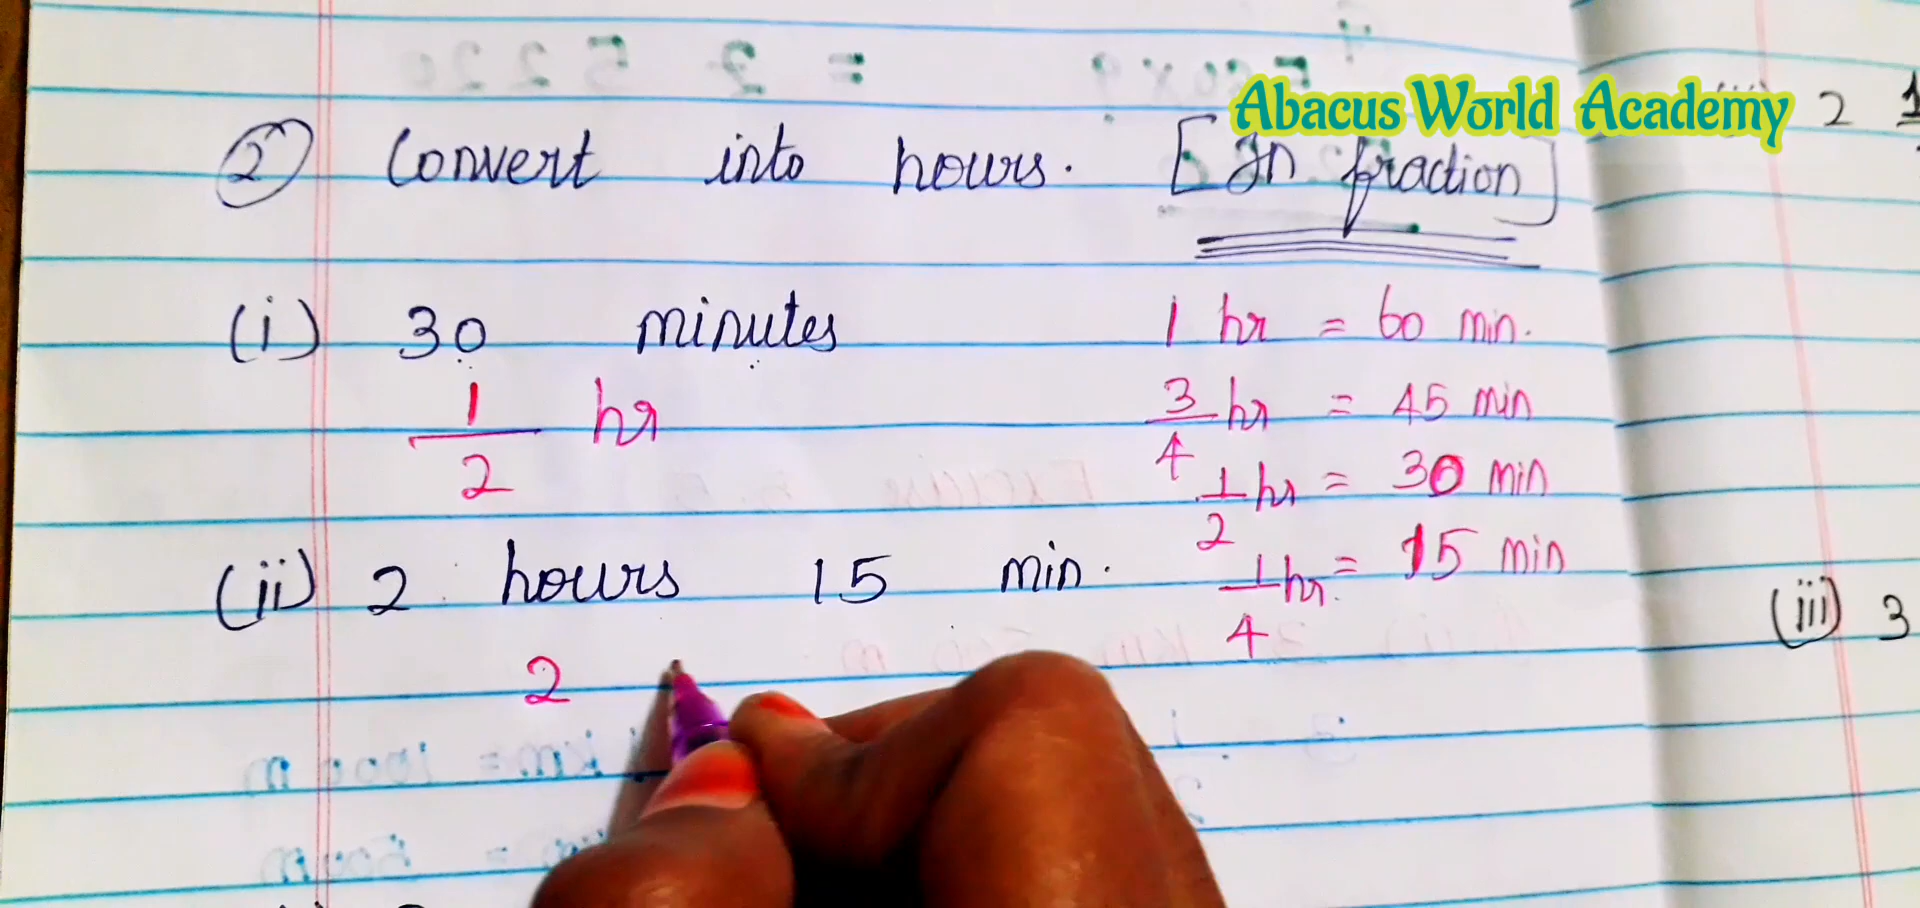 Abacus World Academy
(2) Convert into hours. [In fraction]
(i) 30 minutes
1/2 hr
1 hr = 60 min.
3/4 hr = 45 min
1/2 hr = 30 min
1/4 hr = 15 min
(ii) 2 hours 15 min.
2
2 1
(iii) 3